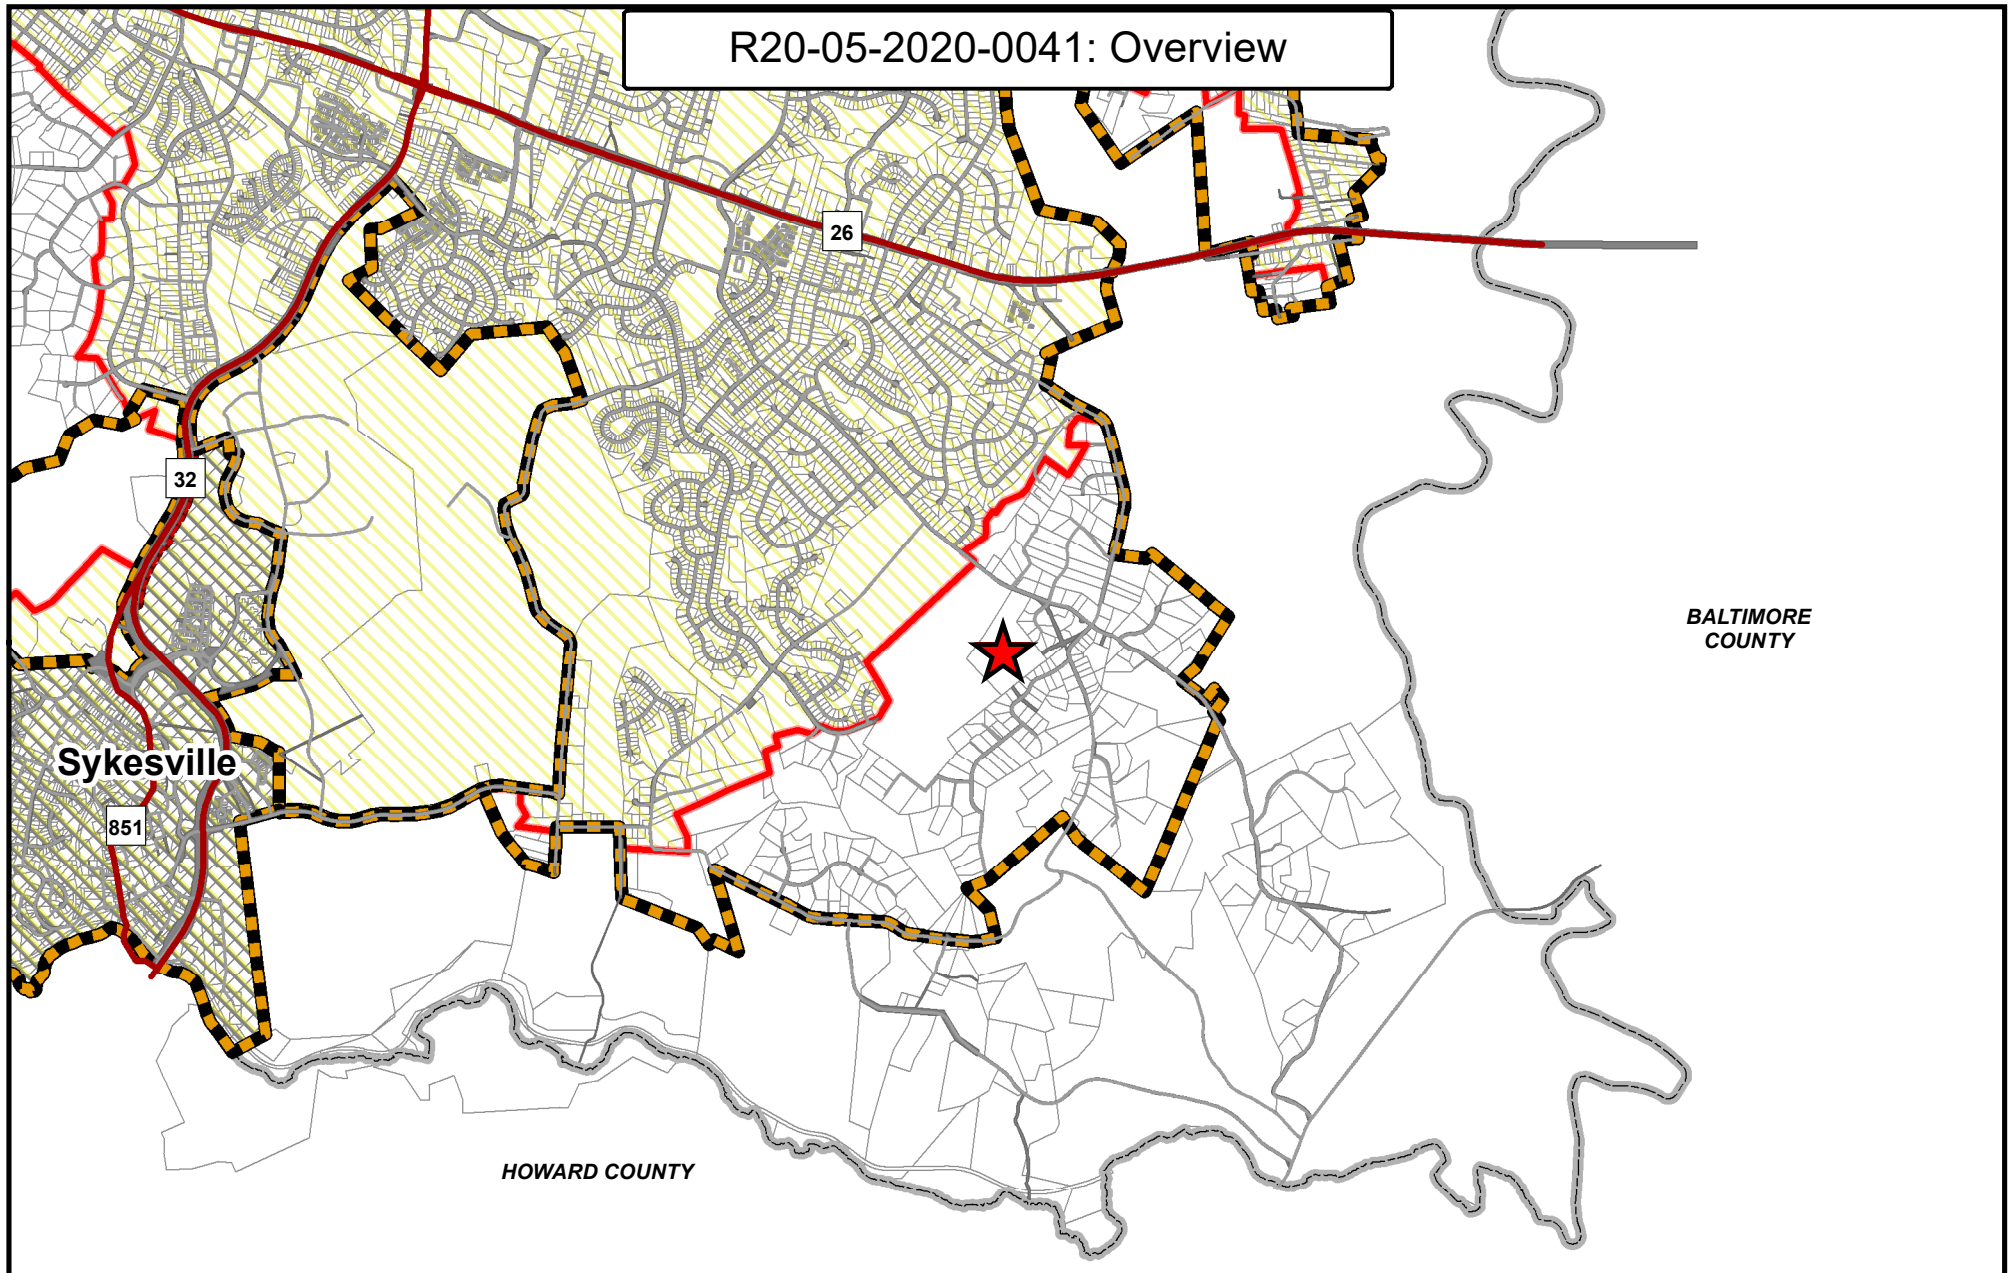 R20-05-2020-0041: Overview
26
32
BALTIMORE
COUNTY
Sykesville
851
HOWARD COUNTY